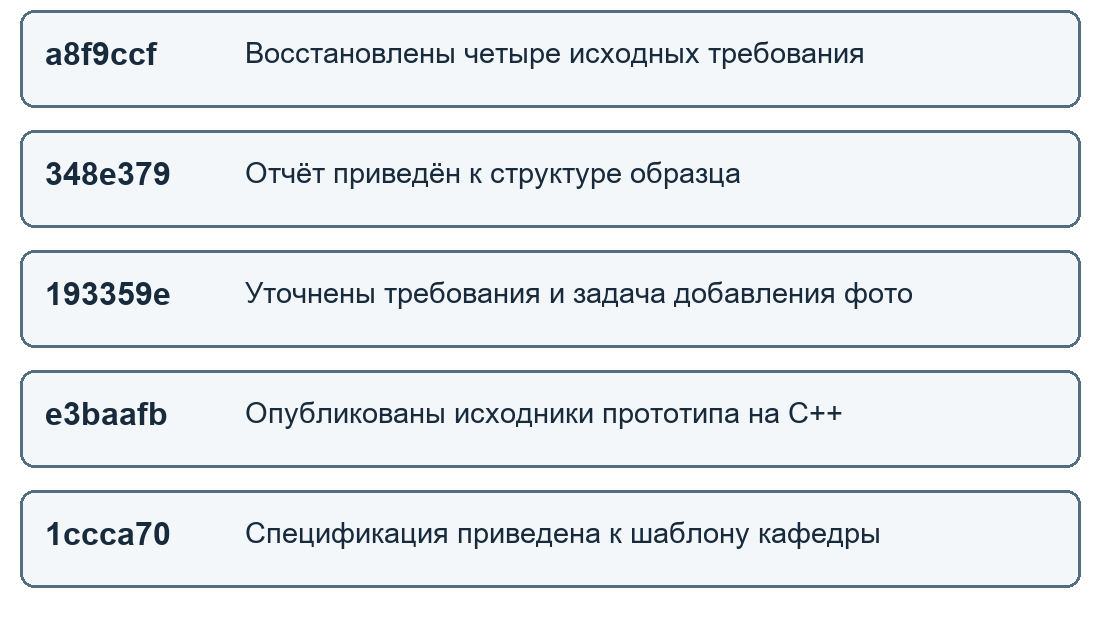 a8f9ccf Восстановлены четыре исходных требования
348e379 Отчёт приведён к структуре образца
193359e Уточнены требования и задача добавления фото
e3baafb Опубликованы исходники прототипа на C++
1ccca70 Спецификация приведена к шаблону кафедры